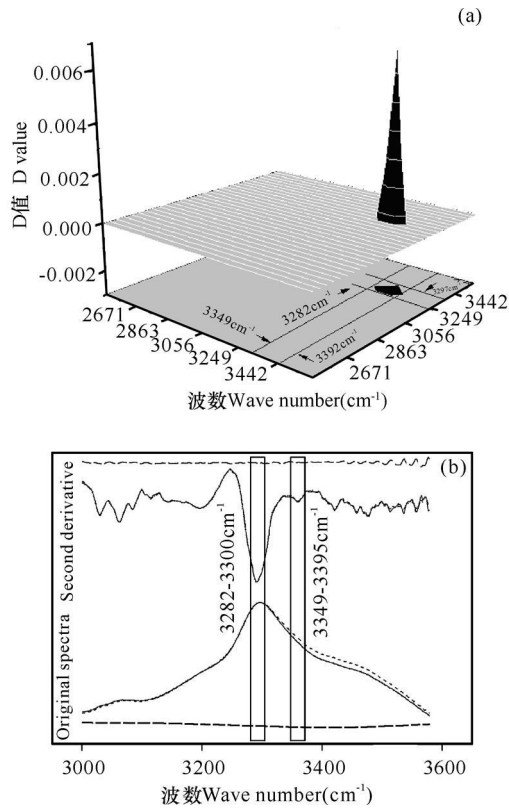 (a)
D值 D value
0.006
0.004
0.002
0.000
-0.002
3349cm⁻¹
3282cm⁻¹
3297cm⁻¹
3392cm⁻¹
2671
2863
3056
3249
3442
3442
3249
3056
2863
2671
波数Wave number(cm⁻¹)
(b)
Second derivative
Original spectra
3282-3300cm⁻¹
3349-3395cm⁻¹
3000
3200
3400
3600
波数Wave number(cm⁻¹)